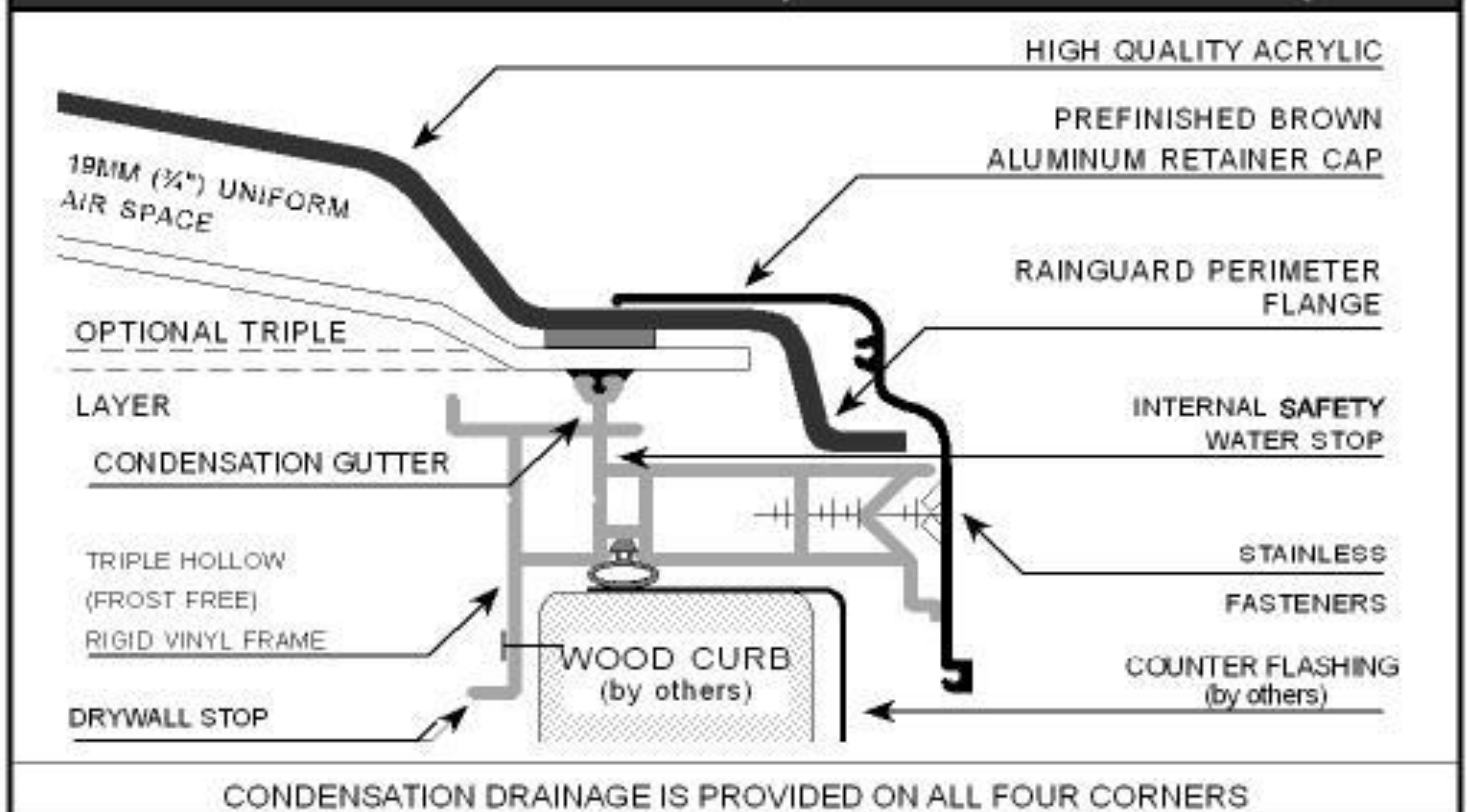 HIGH QUALITY ACRYLIC
PREFINISHED BROWN
ALUMINUM RETAINER CAP
19MM (¾") UNIFORM
AIR SPACE
RAINGUARD PERIMETER
FLANGE
OPTIONAL TRIPLE
LAYER
INTERNAL SAFETY
WATER STOP
CONDENSATION GUTTER
TRIPLE HOLLOW
(FROST FREE)
RIGID VINYL FRAME
STAINLESS
FASTENERS
WOOD CURB
(by others)
COUNTER FLASHING
(by others)
DRYWALL STOP
CONDENSATION DRAINAGE IS PROVIDED ON ALL FOUR CORNERS